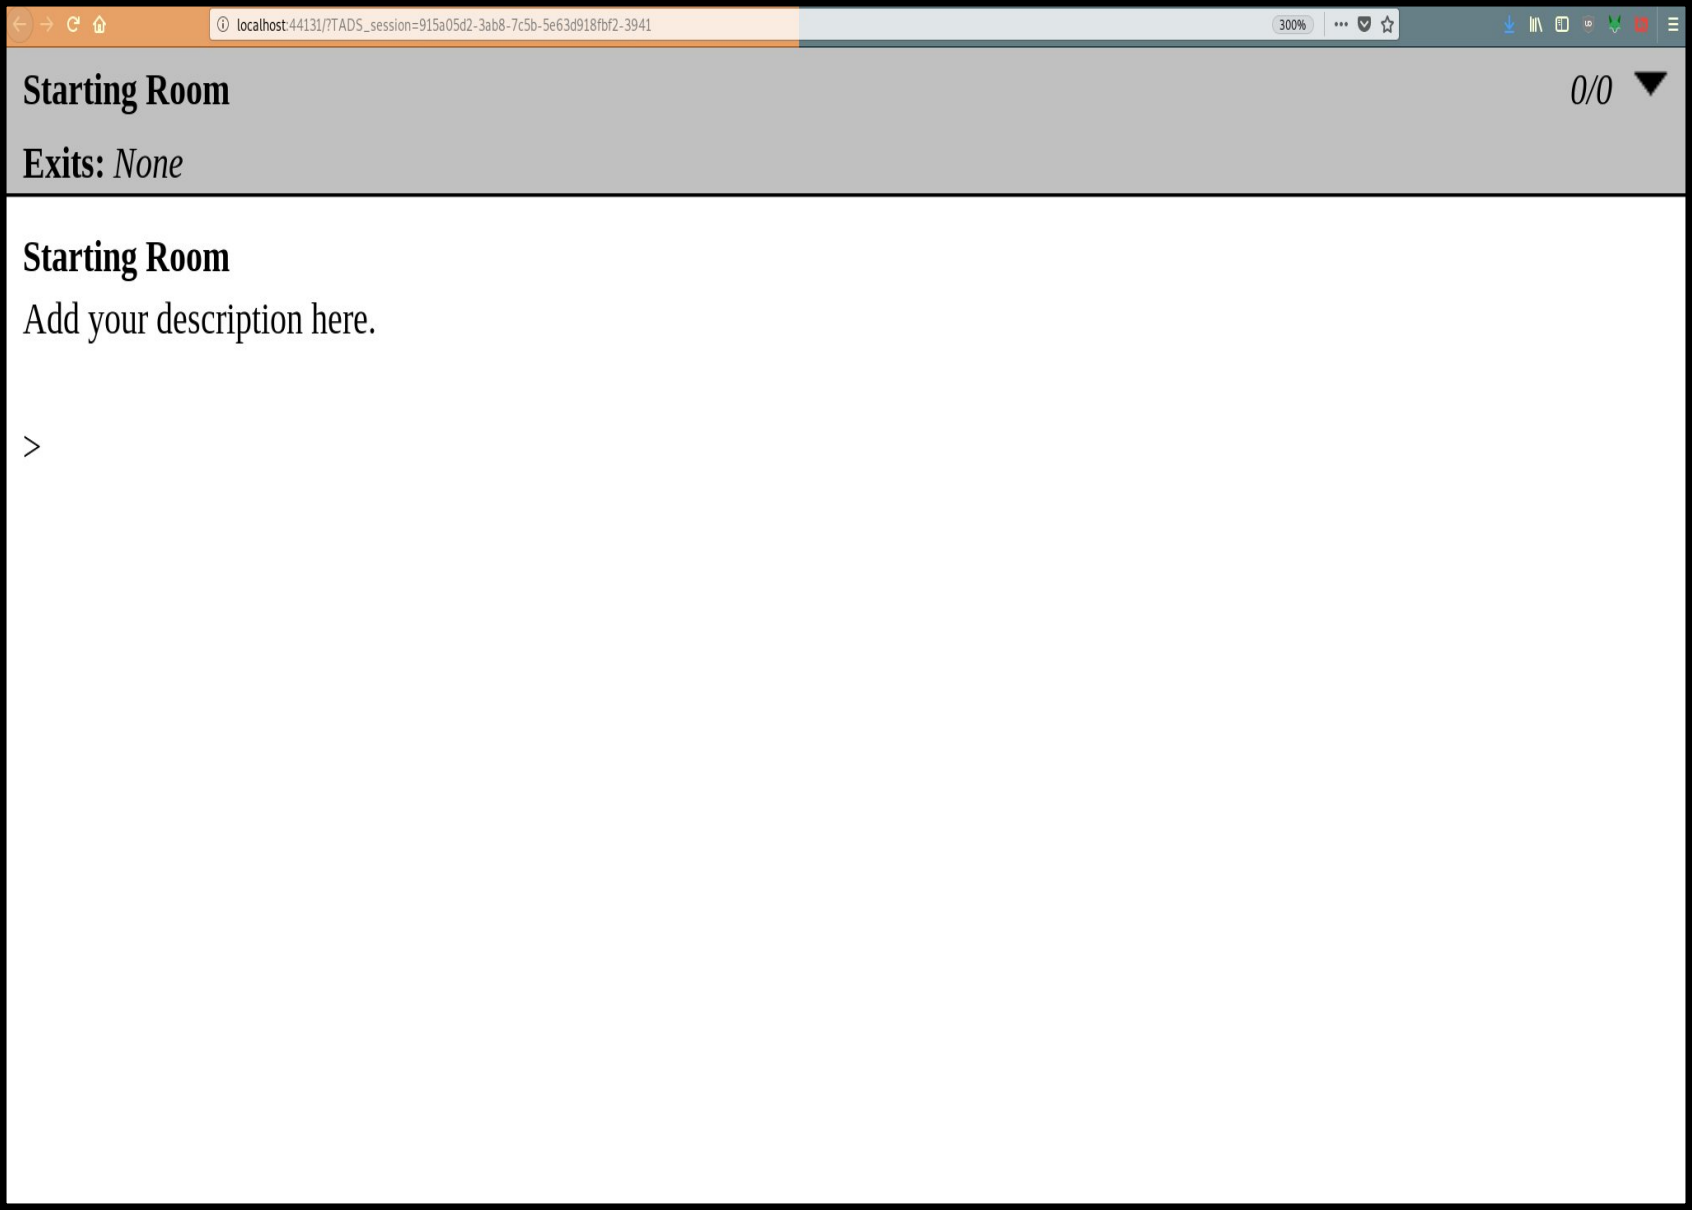 localhost:44131/?TADS_session=915a05d2-3ab8-7c5b-5e63d918fbf2-3941
300%
Starting Room
0/0
Exits: None
Starting Room
Add your description here.
>